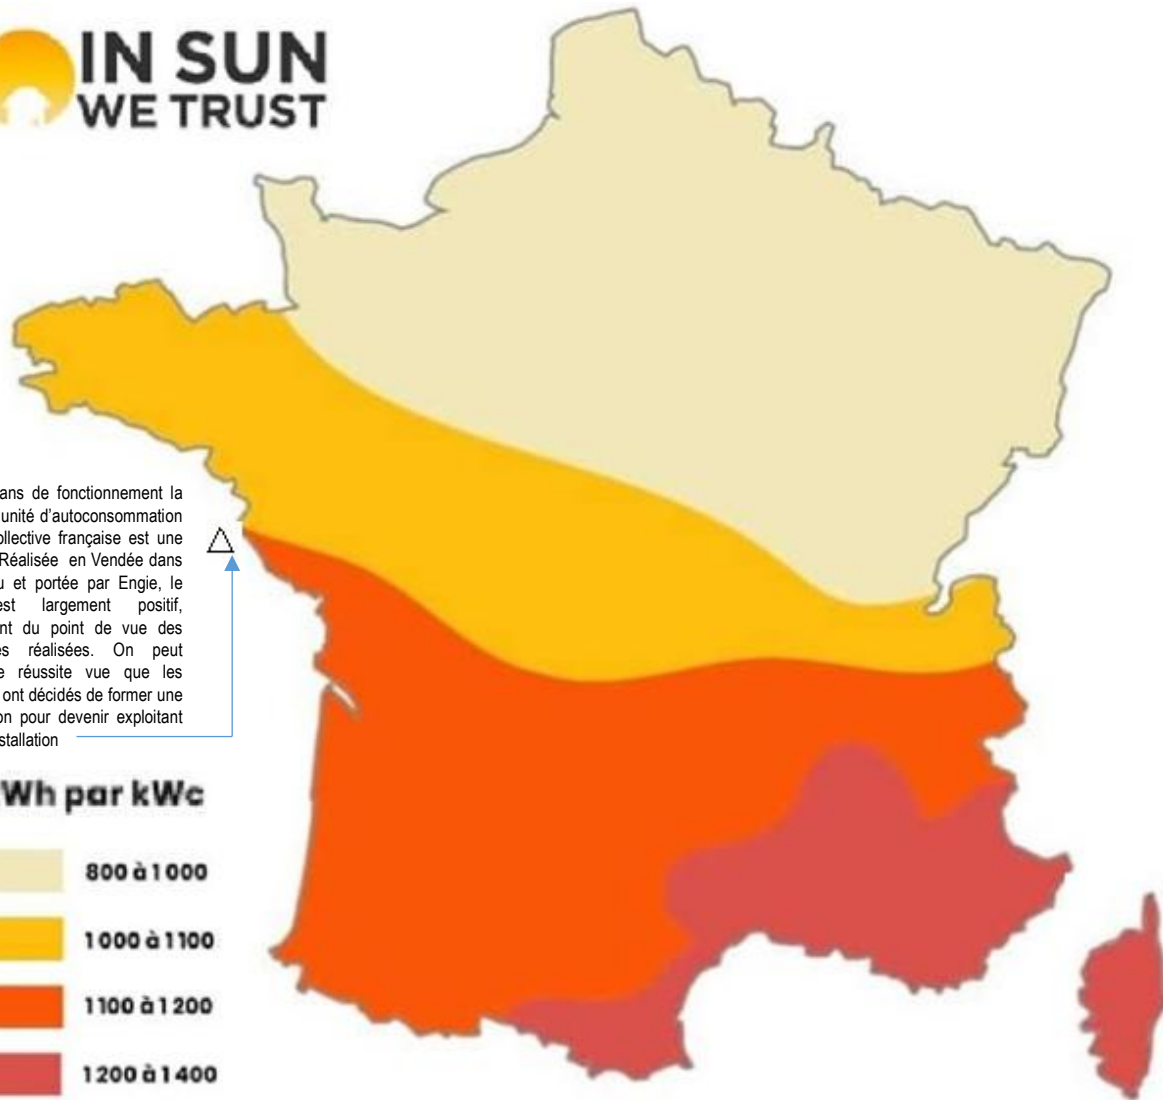 IN SUN
WE TRUST
ans de fonctionnement la
unité d'autoconsommation
llective française est une
Réalisée en Vendée dans
u et portée par Engie, le
est largement positif,
nt du point de vue des
es réalisées. On peut
e réussite vue que les
ont décidés de former une
on pour devenir exploitant
stallation
Wh par kWc
800 à 1000
1000 à 1100
1100 à 1200
1200 à 1400